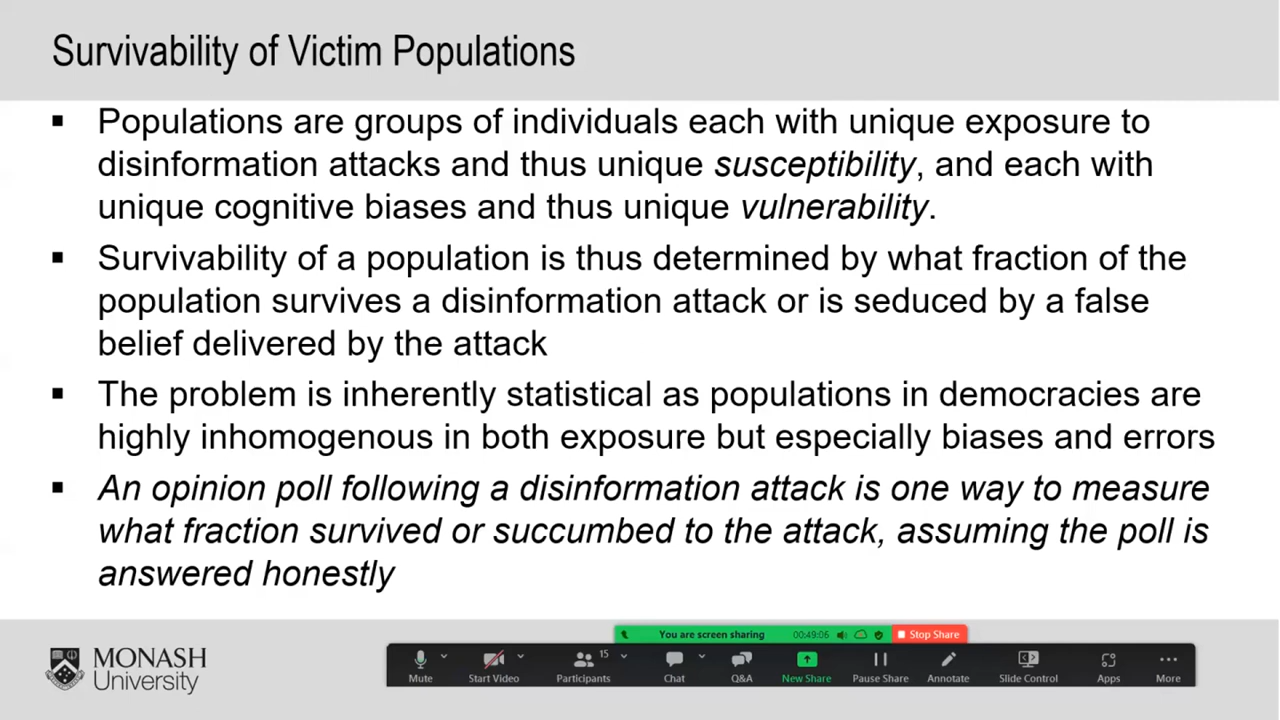 Survivability of Victim Populations
▪ Populations are groups of individuals each with unique exposure to
disinformation attacks and thus unique susceptibility, and each with
unique cognitive biases and thus unique vulnerability.
▪ Survivability of a population is thus determined by what fraction of the
population survives a disinformation attack or is seduced by a false
belief delivered by the attack
▪ The problem is inherently statistical as populations in democracies are
highly inhomogenous in both exposure but especially biases and errors
▪ An opinion poll following a disinformation attack is one way to measure
what fraction survived or succumbed to the attack, assuming the poll is
answered honestly
MONASH
University
You are screen sharing 00:49:06 Stop Share
15
Mute Start Video Participants Chat Q&A New Share Pause Share Annotate Slide Control Apps More